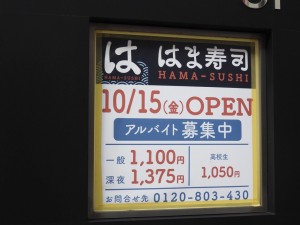 は はま寿司
HAMA-SUSHI HAMA-SUSHI
10/15(金) OPEN
アルバイト 募集中
一般 1,100円
深夜 1,375円
高校生
1,050円
お問合せ先 0120-803-430